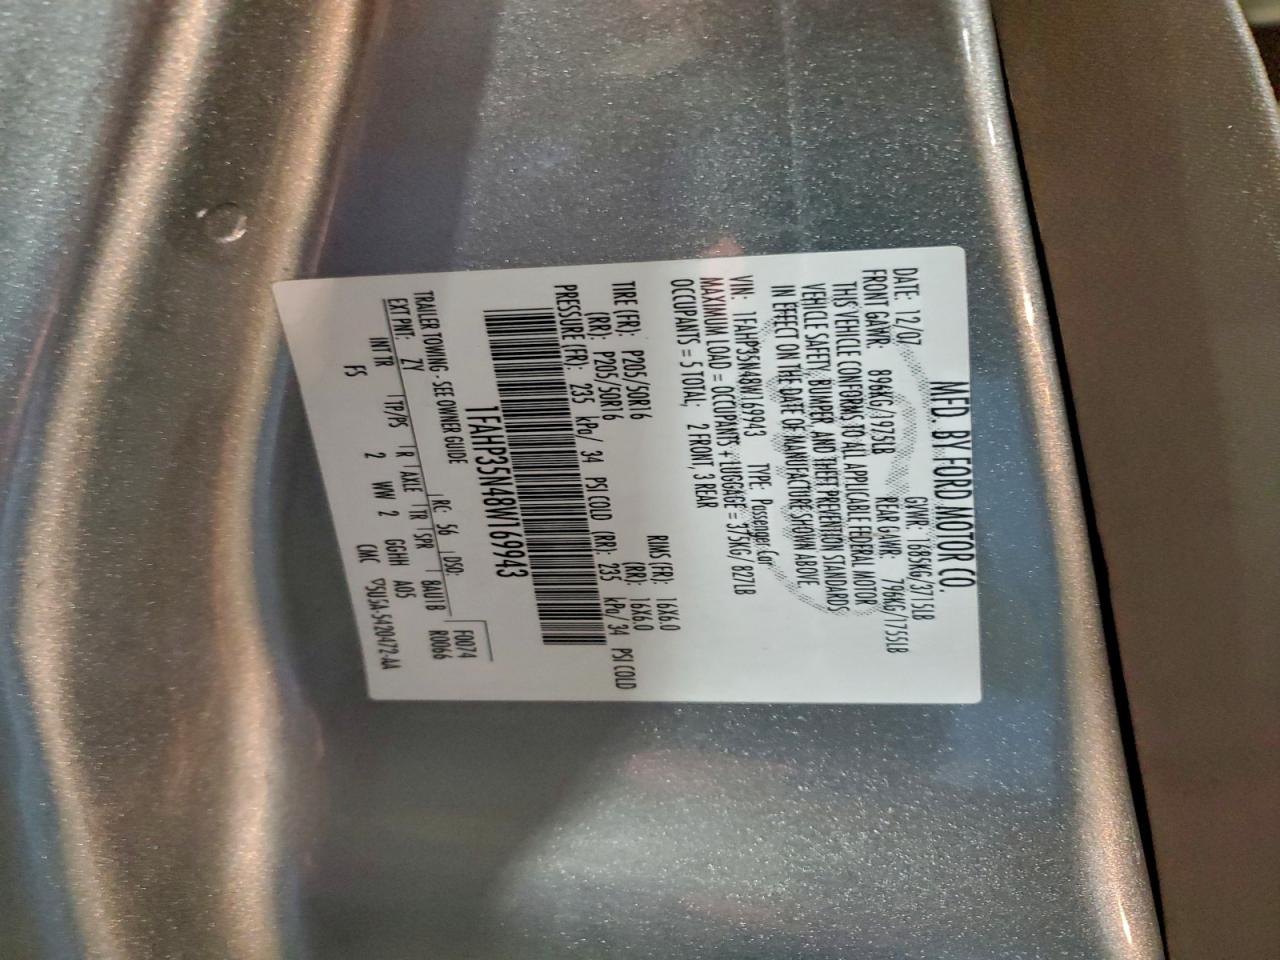 MFD. BY FORD MOTOR CO.
DATE: 12/07 GVWR: 1685KG/3715LB
FRONT GAWR: 896KG/1975LB REAR GAWR: 796KG/1755LB
THIS VEHICLE CONFORMS TO ALL APPLICABLE FEDERAL MOTOR
VEHICLE SAFETY, BUMPER, AND THEFT PREVENTION STANDARDS
IN EFFECT ON THE DATE OF MANUFACTURE SHOWN ABOVE.
VIN: 1FAHP35N48W169943 TYPE: Passenger Car
MAXIMUM LOAD = OCCUPANTS + LUGGAGE = 375KG/ 827LB
OCCUPANTS = 5 TOTAL; 2 FRONT, 3 REAR
TIRE (FR): P205/50R16 RIMS (FR): 16X6.0
(RR): P205/50R16 (RR): 16X6.0
PRESSURE (FR): 235 kPa/ 34 PSI COLD (RR): 235 kPa/34 PSI COLD
1FAHP35N48W169943
TRAILER TOWING - SEE OWNER GUIDE F0074
EXT PNT: ZY RC: 56 DSO: R0066
INT TR TP/PS R AXLE TR SPR BAU1B
FS 2 WW 2 GGHH A05